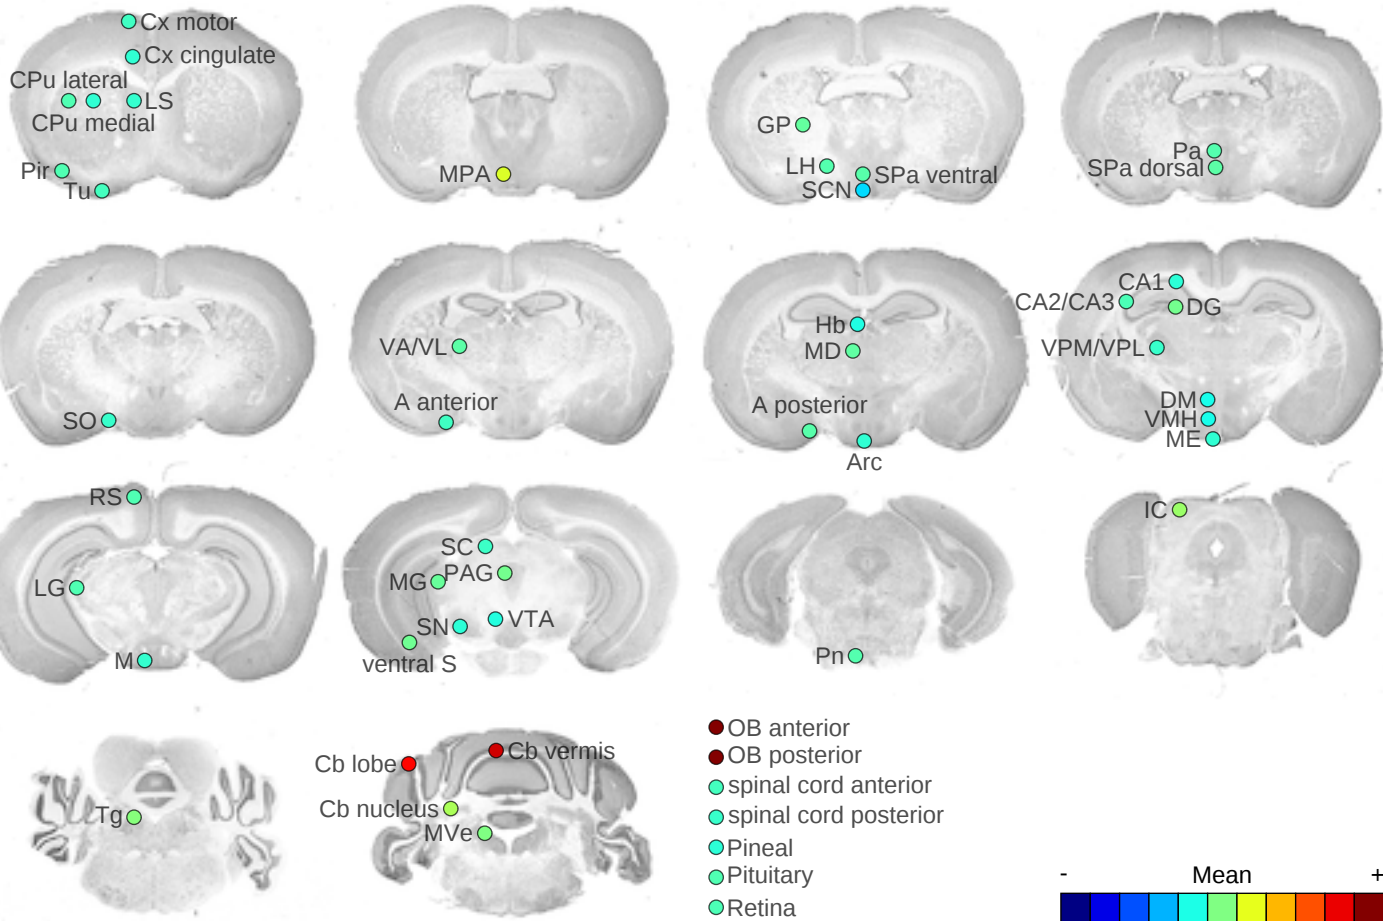 Cx motor
Cx cingulate
CPu lateral
LS
CPu medial
Pir
Tu
MPA
GP
LH
SPa ventral
SCN
Pa
SPa dorsal
SO
VA/VL
A anterior
Hb
MD
A posterior
Arc
CA1
CA2/CA3
DG
VPM/VPL
DM
VMH
ME
RS
LG
M
SC
MG
PAG
SN
VTA
ventral S
Pn
IC
Tg
Cb lobe
Cb vermis
Cb nucleus
MVe
OB anterior
OB posterior
spinal cord anterior
spinal cord posterior
Pineal
Pituitary
Retina
- Mean +